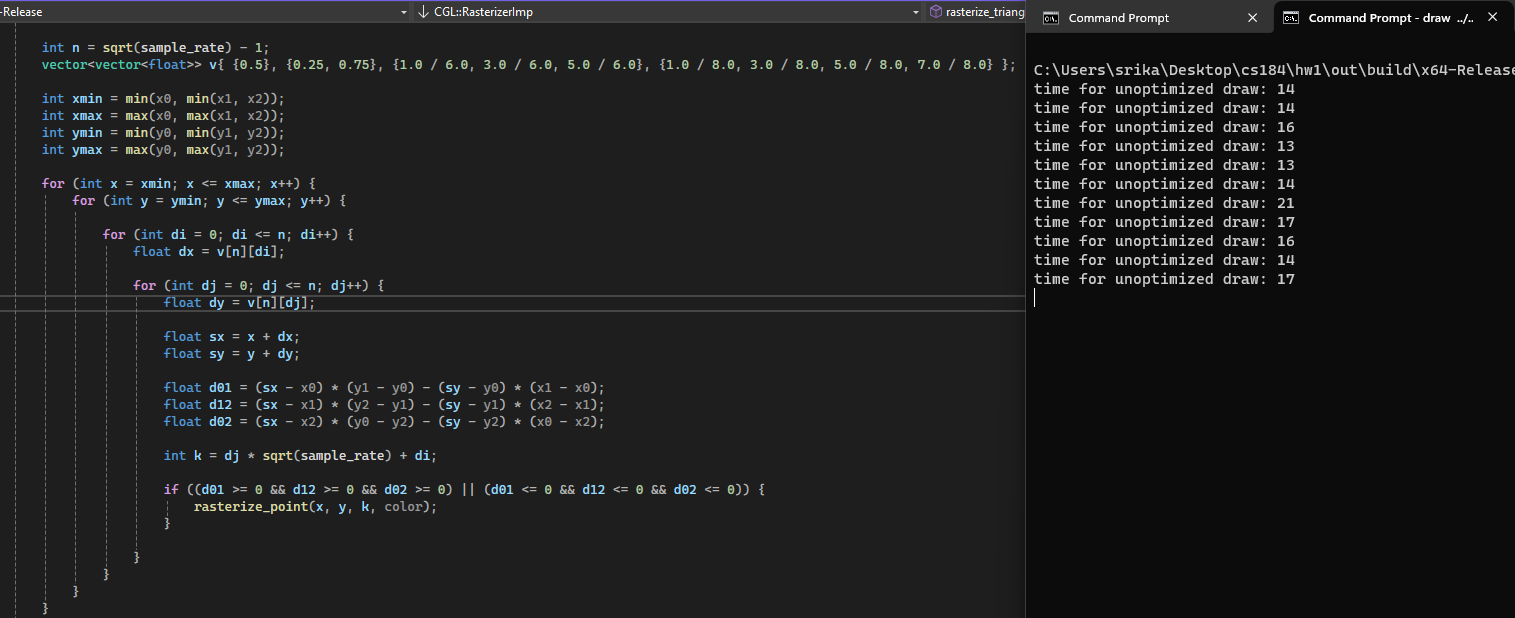 -Release
CGL::RasterizerImp
rasterize_triang
int n = sqrt(sample_rate) - 1;
vector<vector<float>> v{ {0.5}, {0.25, 0.75}, {1.0 / 6.0, 3.0 / 6.0, 5.0 / 6.0}, {1.0 / 8.0, 3.0 / 8.0, 5.0 / 8.0, 7.0 / 8.0} };
int xmin = min(x0, min(x1, x2));
int xmax = max(x0, max(x1, x2));
int ymin = min(y0, min(y1, y2));
int ymax = max(y0, max(y1, y2));
for (int x = xmin; x <= xmax; x++) {
for (int y = ymin; y <= ymax; y++) {
for (int di = 0; di <= n; di++) {
float dx = v[n][di];
for (int dj = 0; dj <= n; dj++) {
float dy = v[n][dj];
float sx = x + dx;
float sy = y + dy;
float d01 = (sx - x0) * (y1 - y0) - (sy - y0) * (x1 - x0);
float d12 = (sx - x1) * (y2 - y1) - (sy - y1) * (x2 - x1);
float d02 = (sx - x2) * (y0 - y2) - (sy - y2) * (x0 - x2);
int k = dj * sqrt(sample_rate) + di;
if ((d01 >= 0 && d12 >= 0 && d02 >= 0) || (d01 <= 0 && d12 <= 0 && d02 <= 0)) {
rasterize_point(x, y, k, color);
}
}
}
}
}
Command Prompt
Command Prompt - draw ../..
C:\Users\srika\Desktop\cs184\hw1\out\build\x64-Release
time for unoptimized draw: 14
time for unoptimized draw: 14
time for unoptimized draw: 16
time for unoptimized draw: 13
time for unoptimized draw: 13
time for unoptimized draw: 14
time for unoptimized draw: 21
time for unoptimized draw: 17
time for unoptimized draw: 16
time for unoptimized draw: 14
time for unoptimized draw: 17